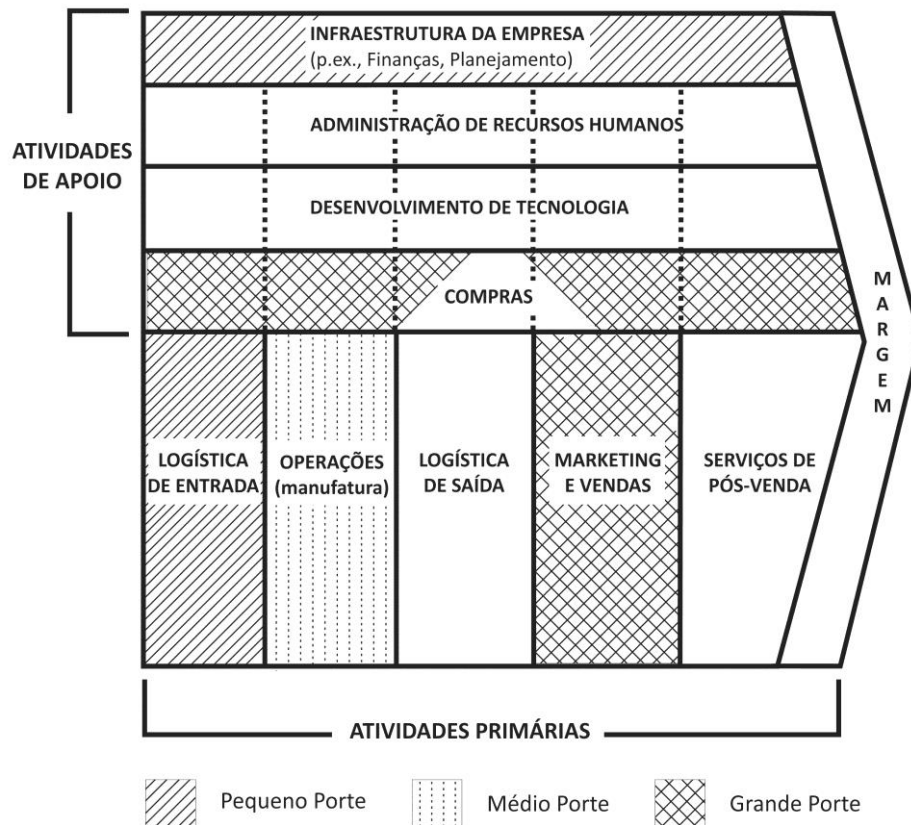 INFRAESTRUTURA DA EMPRESA
(p.ex., Finanças, Planejamento)
ADMINISTRAÇÃO DE RECURSOS HUMANOS
ATIVIDADES
DE APOIO
DESENVOLVIMENTO DE TECNOLOGIA
COMPRAS
MARGEM
LOGÍSTICA
DE ENTRADA
OPERAÇÕES
(manufatura)
LOGÍSTICA
DE SAÍDA
MARKETING
E VENDAS
SERVIÇOS DE
PÓS-VENDA
ATIVIDADES PRIMÁRIAS
Pequeno Porte
Médio Porte
Grande Porte